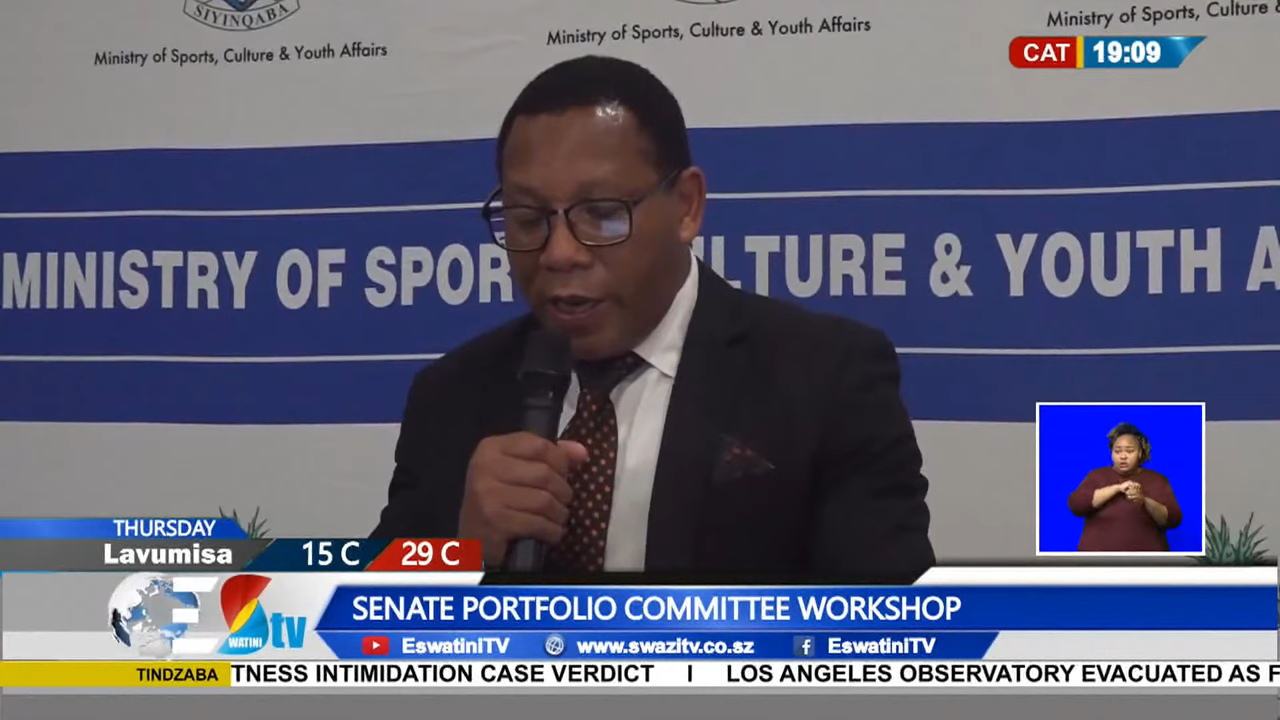 SIYINQABA
Ministry of Sports, Culture & Youth Affairs
Ministry of Sports, Culture & Youth Affairs
Ministry of Sports, Culture &
CAT 19:09
MINISTRY OF SPOR LTURE & YOUTH A
THURSDAY
Lavumisa 15 C 29 C
E WATINI tv
SENATE PORTFOLIO COMMITTEE WORKSHOP
EswatiniTV www.swazitv.co.sz EswatiniTV
TINDZABA TNESS INTIMIDATION CASE VERDICT I LOS ANGELES OBSERVATORY EVACUATED AS F